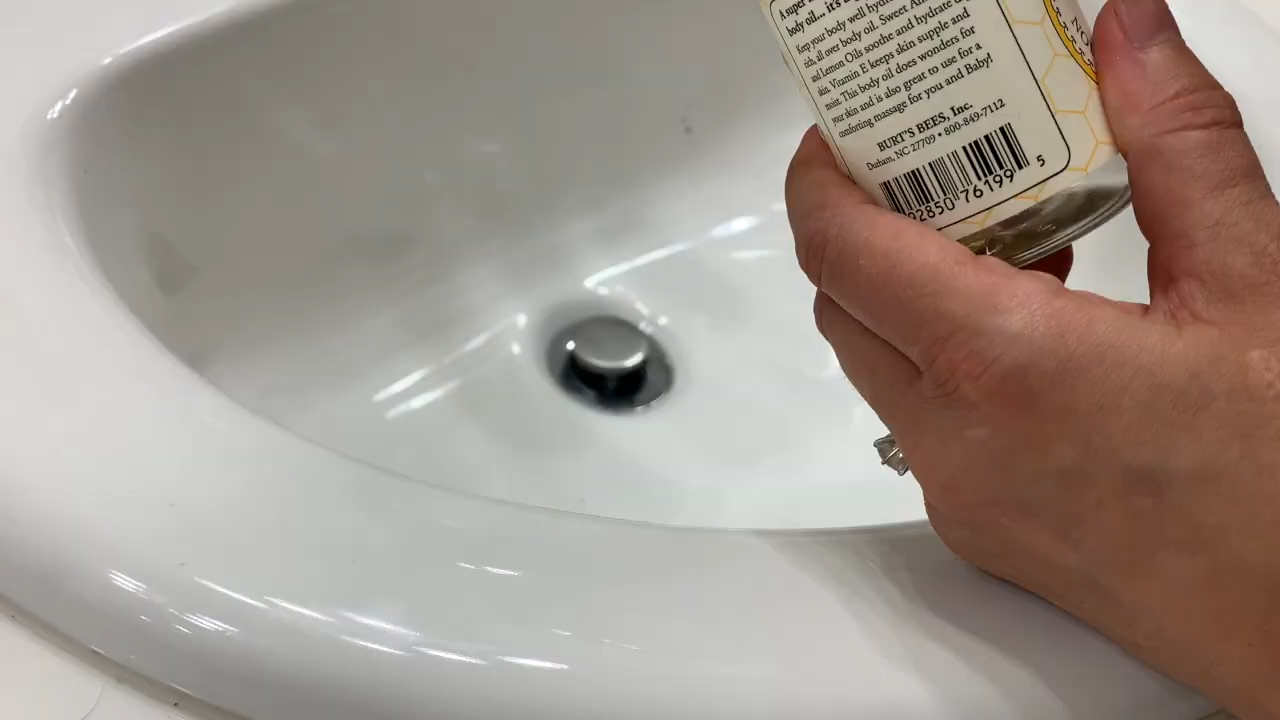 A super
body oil... it's
Keep your body well
rich, all over body oil. Sweet
and Lemon Oils soothe and hydrate
skin. Vitamin E keeps skin supple and
moist. This body oil does wonders for
your skin and is also great to use for a
comforting massage for you and Baby!
BURT'S BEES, Inc.
Durham, NC 27709 • 800-849-7112
92850 76199 5
NO